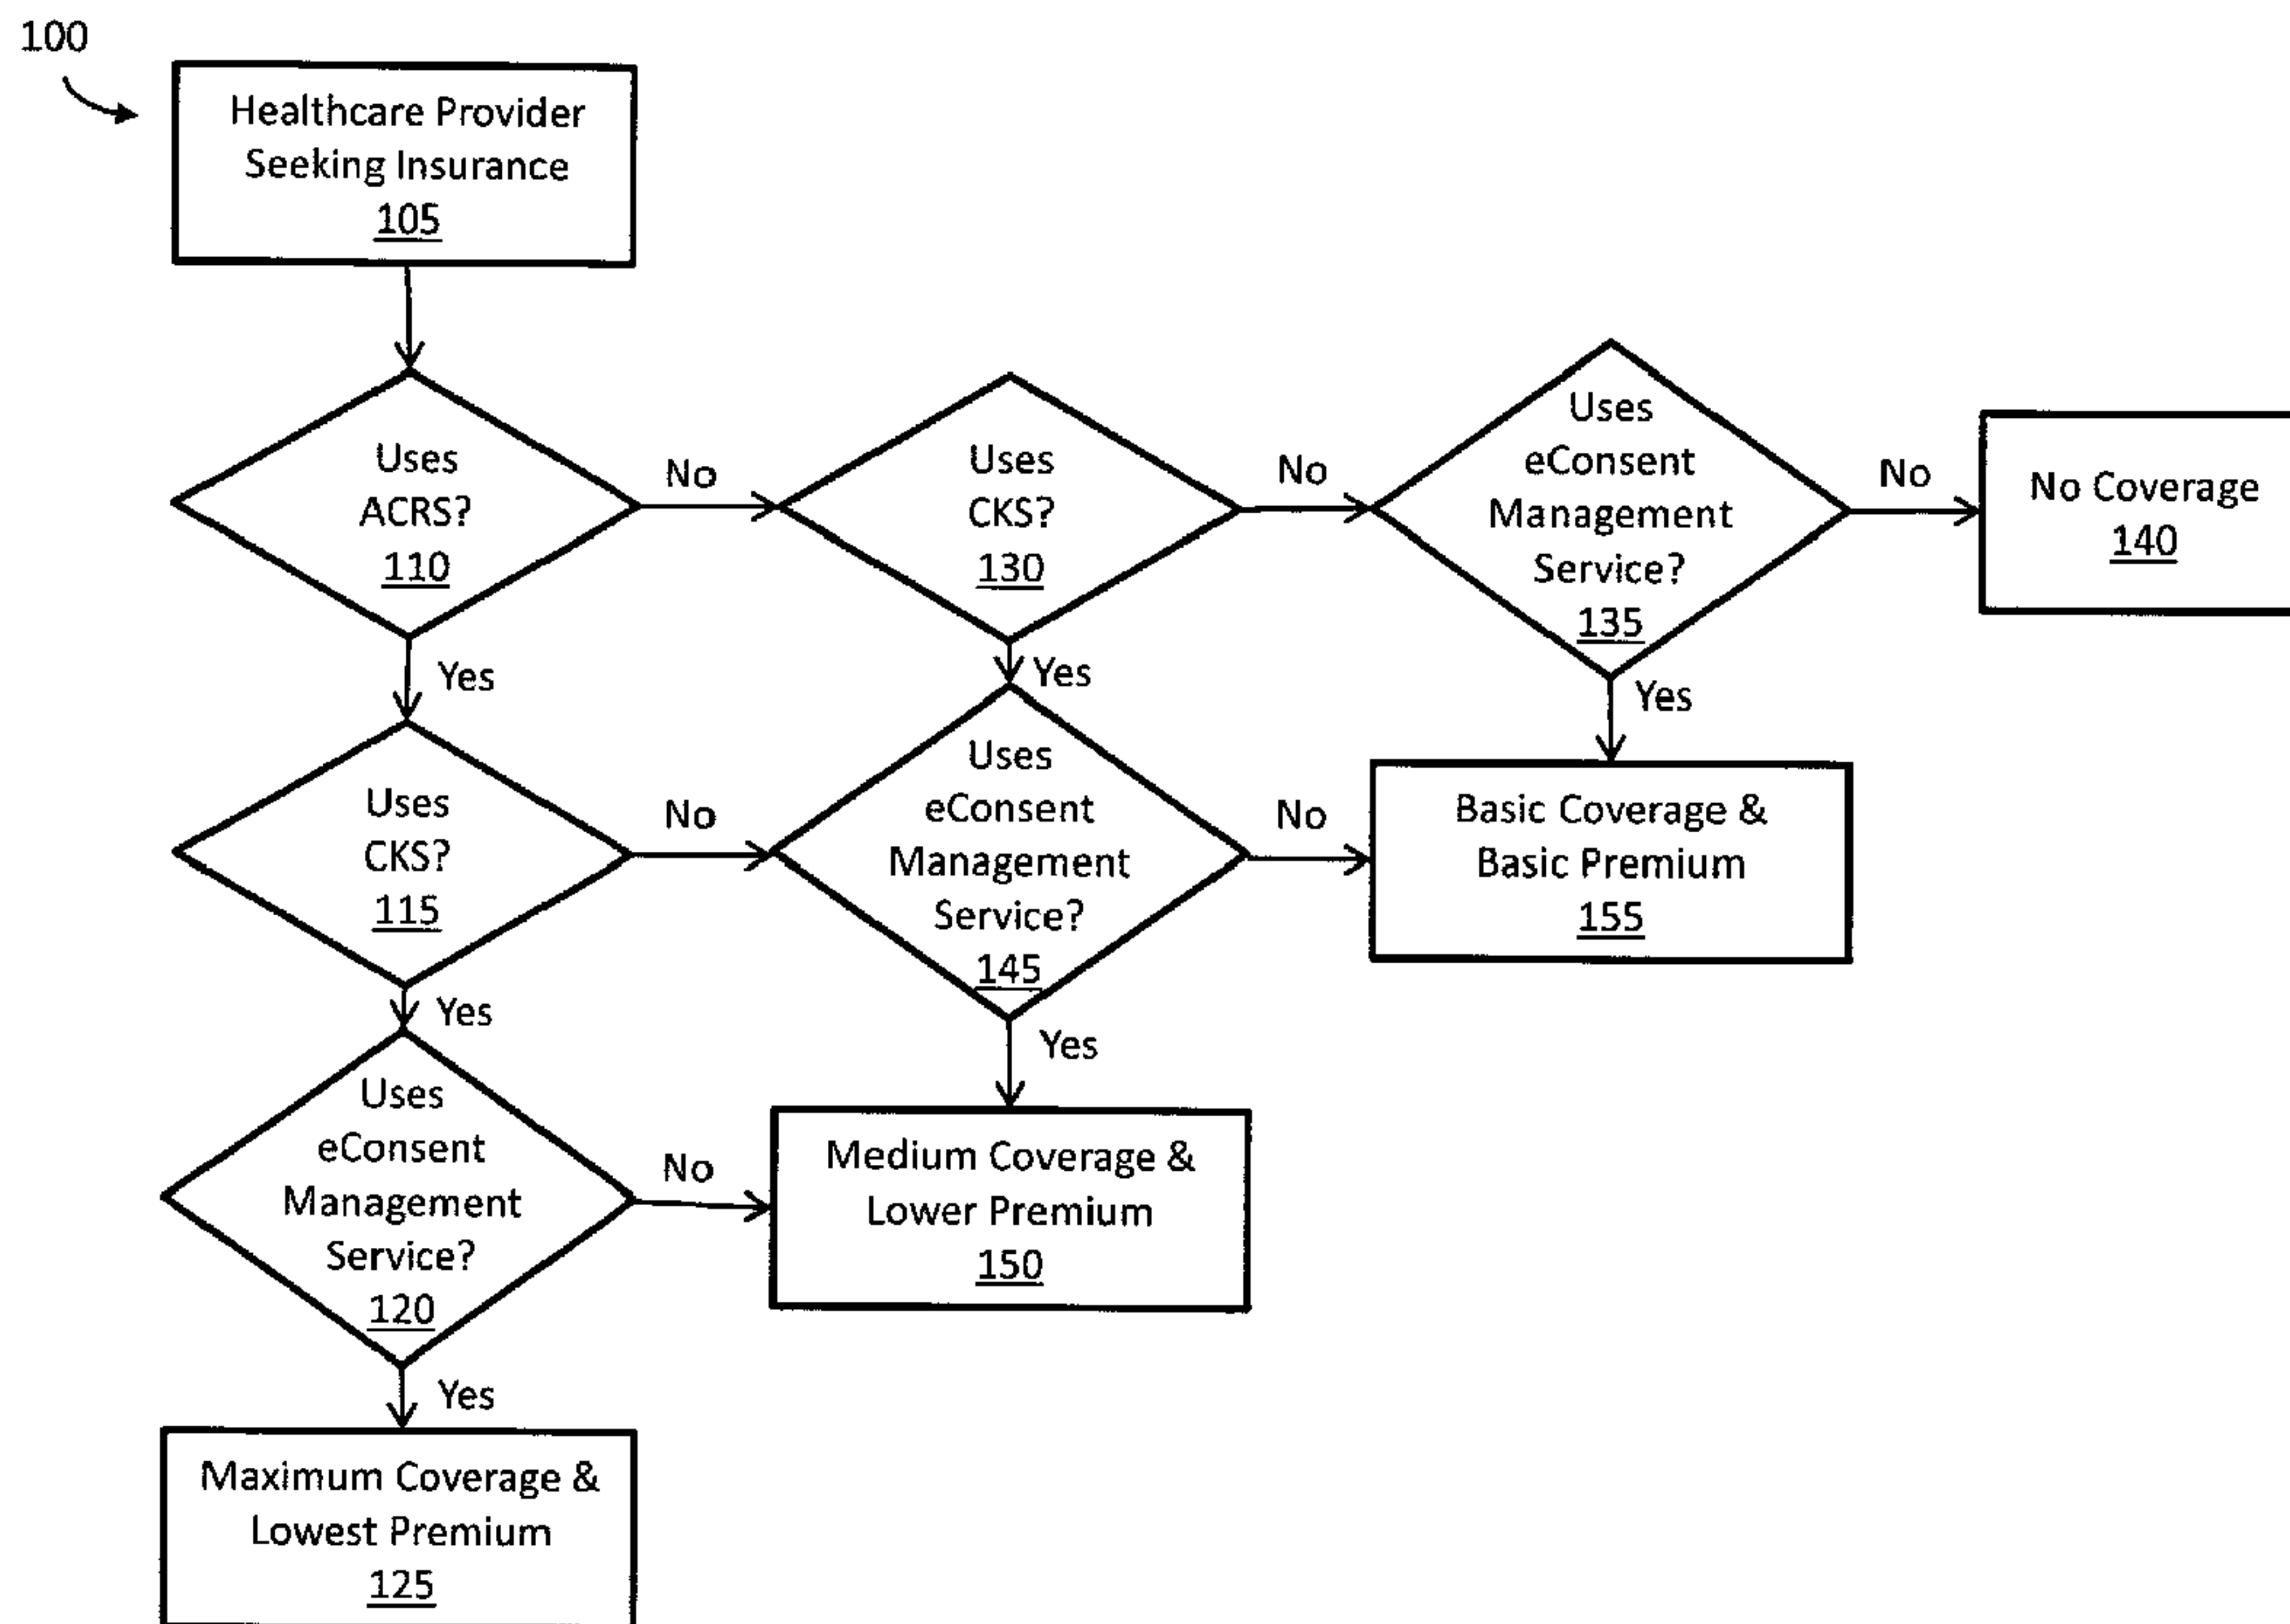 100
Healthcare Provider
Seeking Insurance
105
Uses
ACRS?
110
No
Uses
CKS?
130
No
Uses
eConsent
Management
Service?
135
No
No Coverage
140
Yes
Yes
Yes
Uses
CKS?
115
No
Uses
eConsent
Management
Service?
145
No
Basic Coverage &
Basic Premium
155
Yes
Yes
Uses
eConsent
Management
Service?
120
No
Medium Coverage &
Lower Premium
150
Yes
Maximum Coverage &
Lowest Premium
125